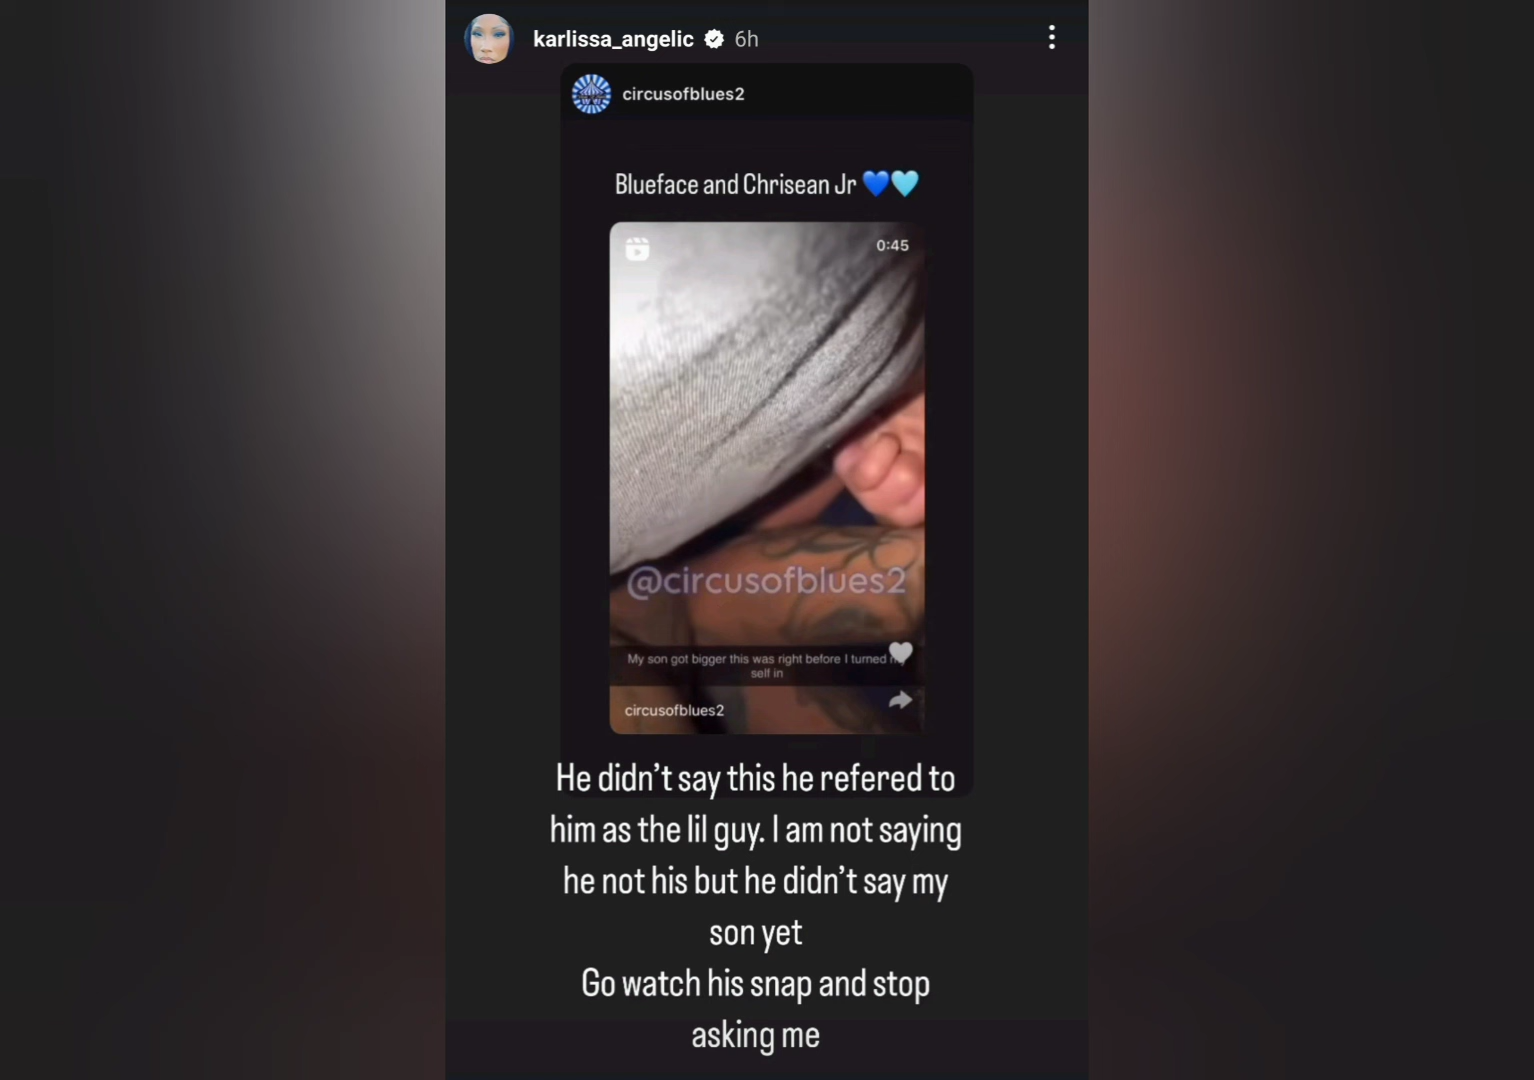 karlissa_angelic 6h
circusofblues2
Blueface and Chrisean Jr 💙🩵
0:45
@circusofblues2
My son got bigger this was right before I turned my
self in
circusofblues2
He didn't say this he refered to
him as the lil guy. I am not saying
he not his but he didn't say my
son yet
Go watch his snap and stop
asking me